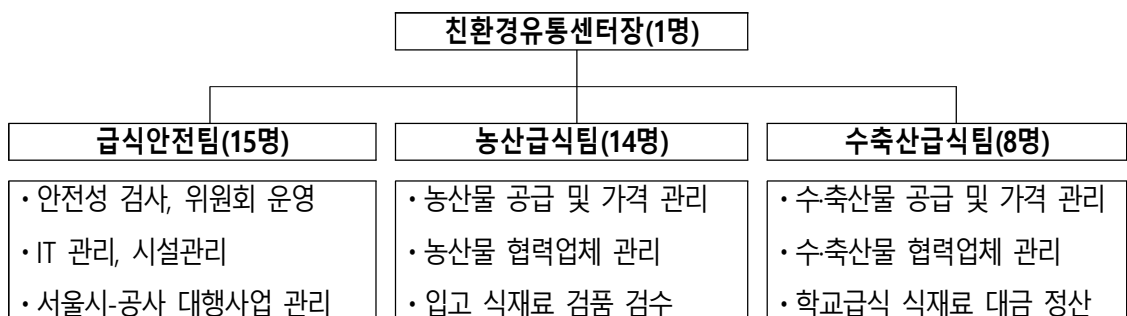 친환경유통센터장(1명)
급식안전팀(15명)
농산급식팀(14명)
수축산급식팀(8명)
· 안전성 검사, 위원회 운영
· IT 관리, 시설관리
· 서울시-공사 대행사업 관리
· 농산물 공급 및 가격 관리
· 농산물 협력업체 관리
· 입고 식재료 검품 검수
· 수·축산물 공급 및 가격 관리
· 수·축산물 협력업체 관리
· 학교급식 식재료 대금 정산